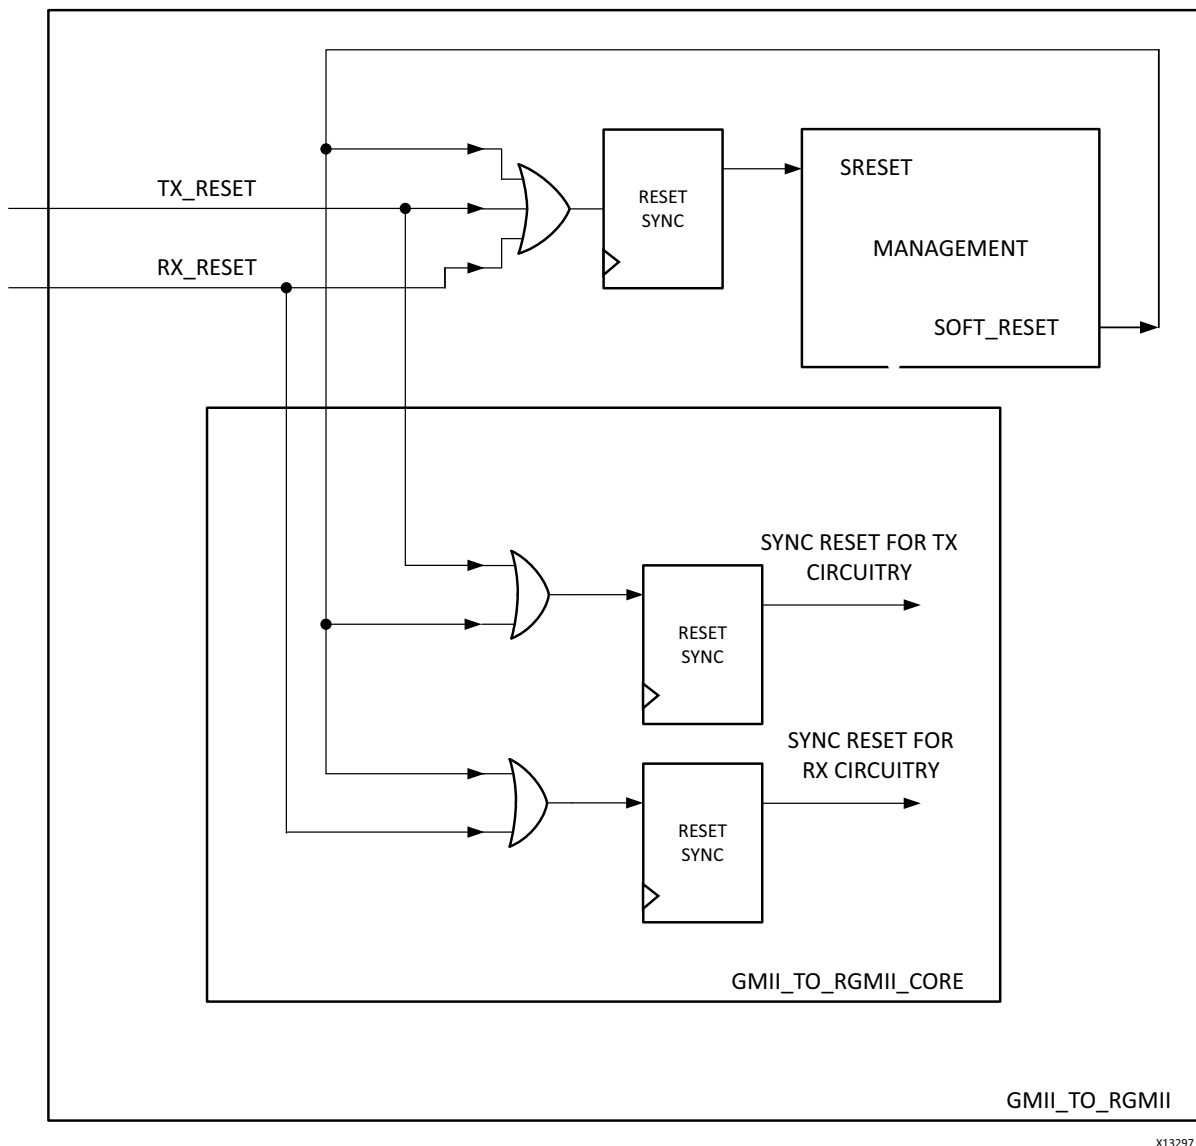 TX_RESET
RX_RESET
RESET
SYNC
SRESET
MANAGEMENT
SOFT_RESET
SYNC RESET FOR TX
CIRCUITRY
RESET
SYNC
SYNC RESET FOR
RX CIRCUITRY
RESET
SYNC
GMII_TO_RGMII_CORE
GMII_TO_RGMII
X13297